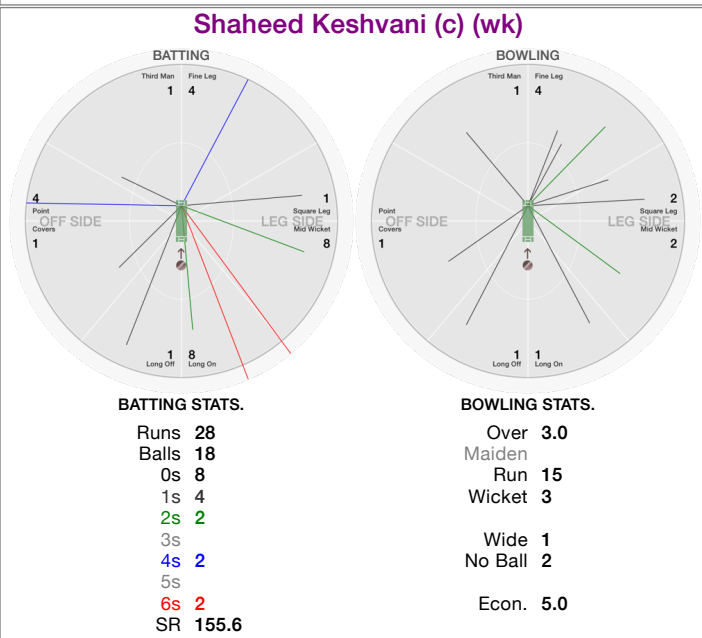 Shaheed Keshvani (c) (wk)
BATTING
Third Man Fine Leg
1 4
4 1
Point Square Leg
OFF SIDE LEG SIDE
Covers Mid Wicket
1 8
1 8
Long Off Long On
BATTING STATS.
Runs 28
Balls 18
0s 8
1s 4
2s 2
3s
4s 2
5s
6s 2
SR 155.6
BOWLING
Third Man Fine Leg
1 4
2
Point Square Leg
OFF SIDE LEG SIDE
Covers Mid Wicket
1 2
1 1
Long Off Long On
BOWLING STATS.
Over 3.0
Maiden
Run 15
Wicket 3
Wide 1
No Ball 2
Econ. 5.0